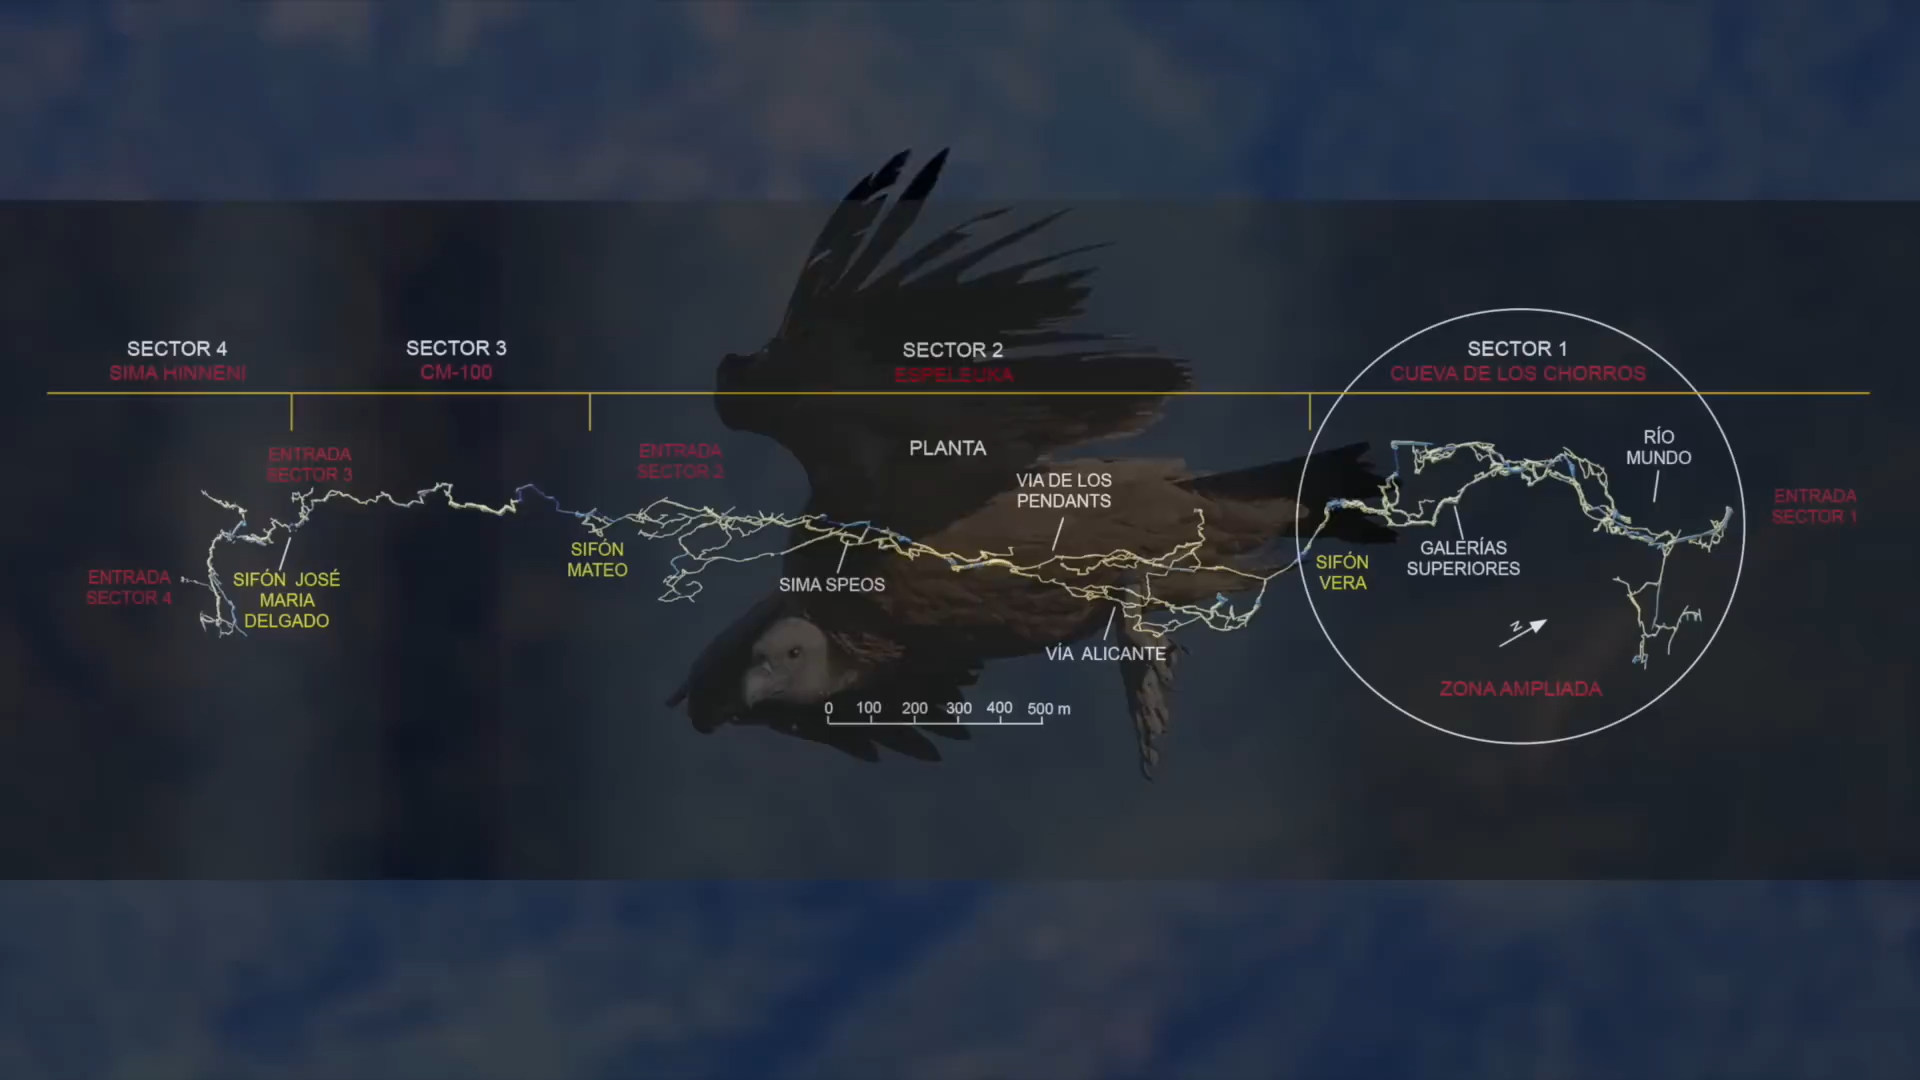 SECTOR 4
SIMA HINNENI
SECTOR 3
CM-100
SECTOR 2
ESPELEUKA
SECTOR 1
CUEVA DE LOS CHORROS
ENTRADA
SECTOR 3
ENTRADA
SECTOR 2
PLANTA
VIA DE LOS
PENDANTS
RÍO
MUNDO
ENTRADA
SECTOR 1
ENTRADA
SECTOR 4
SIFÓN JOSÉ
MARIA
DELGADO
SIFÓN
MATEO
SIMA SPEOS
VÍA ALICANTE
SIFÓN
VERA
GALERÍAS
SUPERIORES
N
ZONA AMPLIADA
0 100 200 300 400 500 m